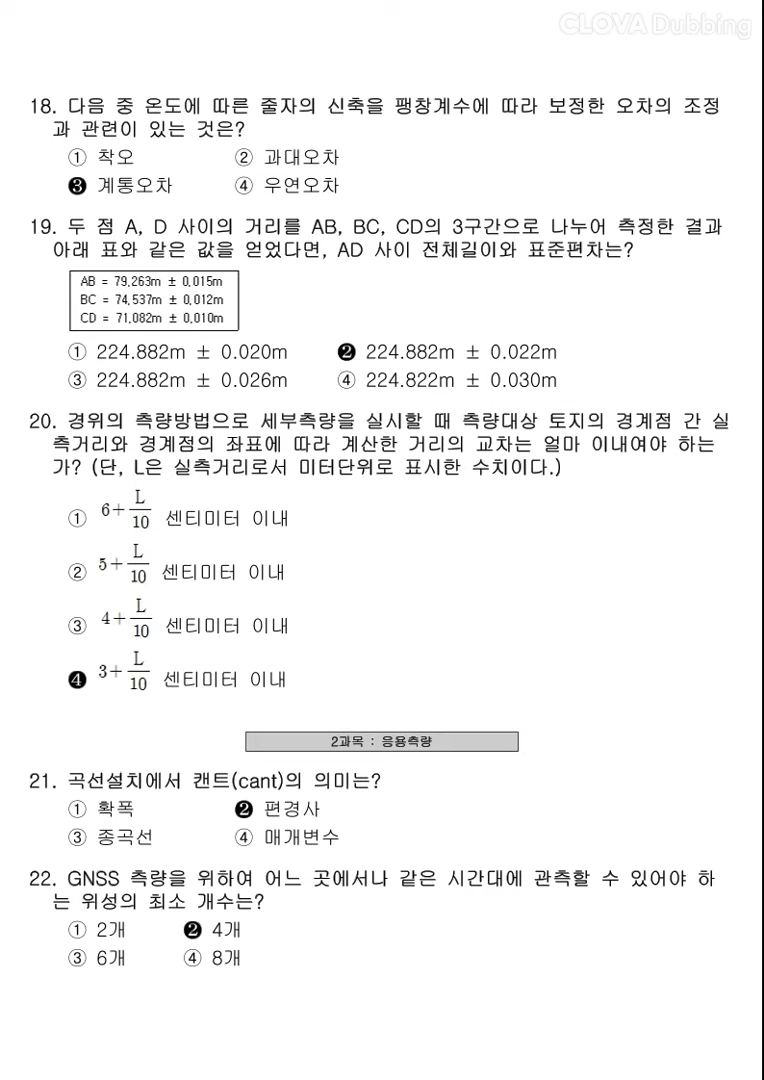 CLOVA Dubbing
18. 다음 중 온도에 따른 줄자의 신축을 팽창계수에 따라 보정한 오차의 조정
과 관련이 있는 것은?
① 착오 ② 과대오차
❸ 계통오차 ④ 우연오차
19. 두 점 A, D 사이의 거리를 AB, BC, CD의 3구간으로 나누어 측정한 결과
아래 표와 같은 값을 얻었다면, AD 사이 전체길이와 표준편차는?
AB = 79,263m ± 0,015m
BC = 74,537m ± 0,012m
CD = 71,082m ± 0,010m
① 224.882m ± 0.020m ❷ 224.882m ± 0.022m
③ 224.882m ± 0.026m ④ 224.822m ± 0.030m
20. 경위의 측량방법으로 세부측량을 실시할 때 측량대상 토지의 경계점 간 실
측거리와 경계점의 좌표에 따라 계산한 거리의 교차는 얼마 이내여야 하는
가? (단, L은 실측거리로서 미터단위로 표시한 수치이다.)
① 6+L/10 센티미터 이내
② 5+L/10 센티미터 이내
③ 4+L/10 센티미터 이내
❹ 3+L/10 센티미터 이내
2과목 : 응용측량
21. 곡선설치에서 캔트(cant)의 의미는?
① 확폭 ❷ 편경사
③ 종곡선 ④ 매개변수
22. GNSS 측량을 위하여 어느 곳에서나 같은 시간대에 관측할 수 있어야 하
는 위성의 최소 개수는?
① 2개 ❷ 4개
③ 6개 ④ 8개